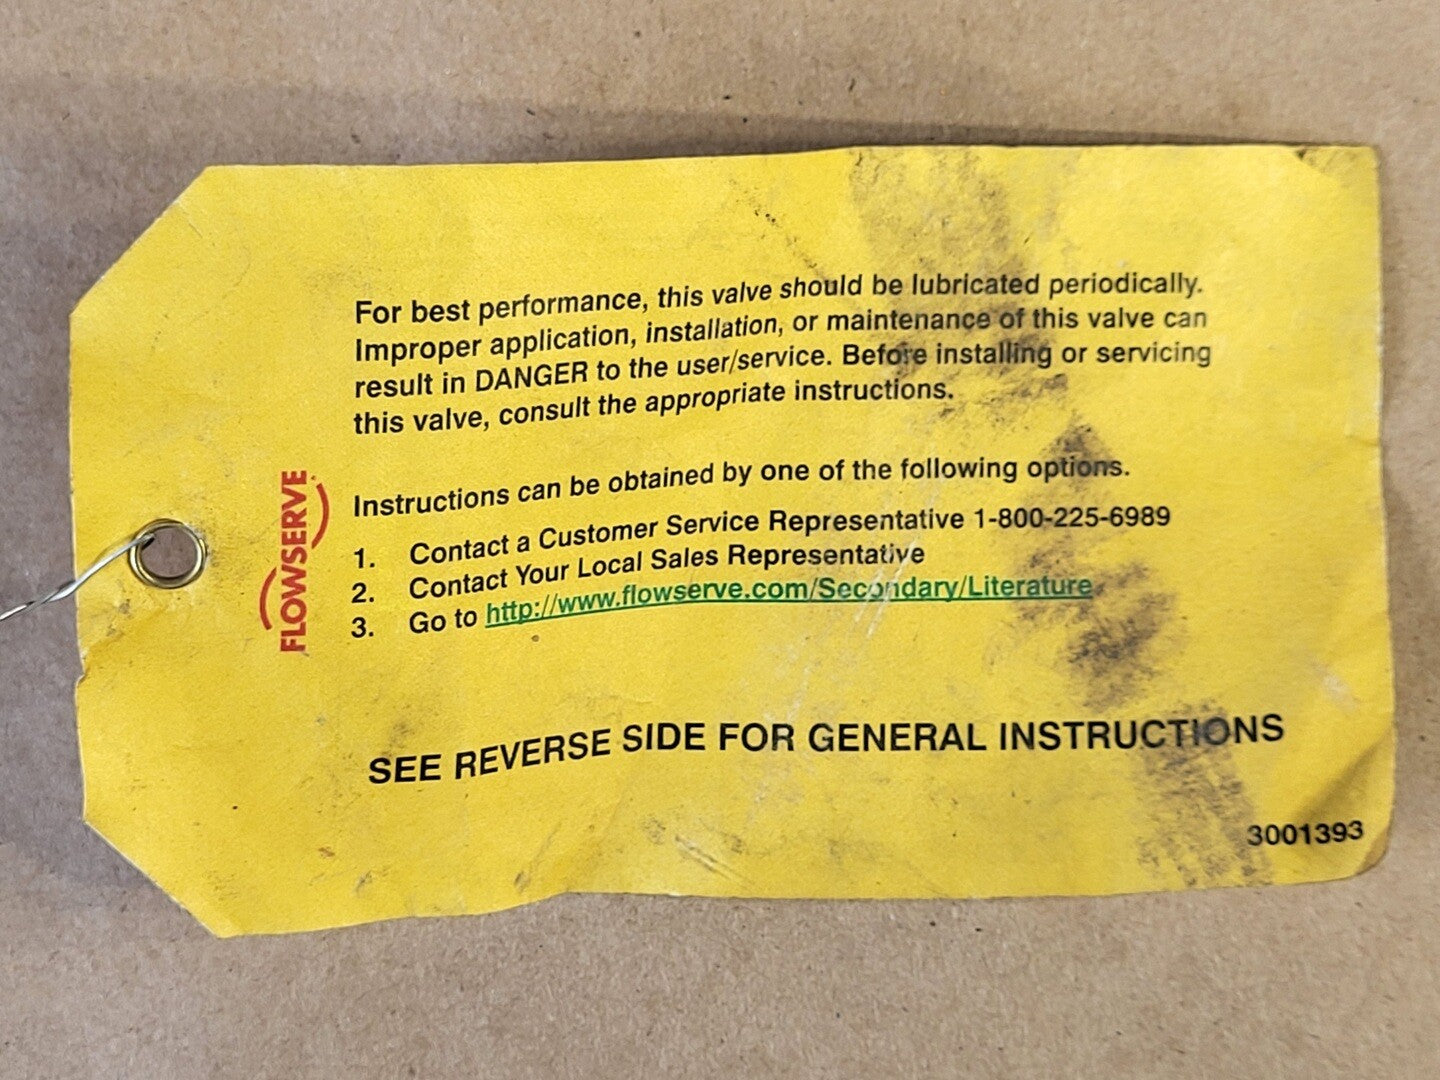 For best performance, this valve should be lubricated periodically.
Improper application, installation, or maintenance of this valve can
result in DANGER to the user/service. Before installing or servicing
this valve, consult the appropriate instructions.
FLOWSERVE
Instructions can be obtained by one of the following options.
1. Contact a Customer Service Representative 1-800-225-6989
2. Contact Your Local Sales Representative
3. Go to http://www.flowserve.com/Secondary/Literature
SEE REVERSE SIDE FOR GENERAL INSTRUCTIONS
3001393